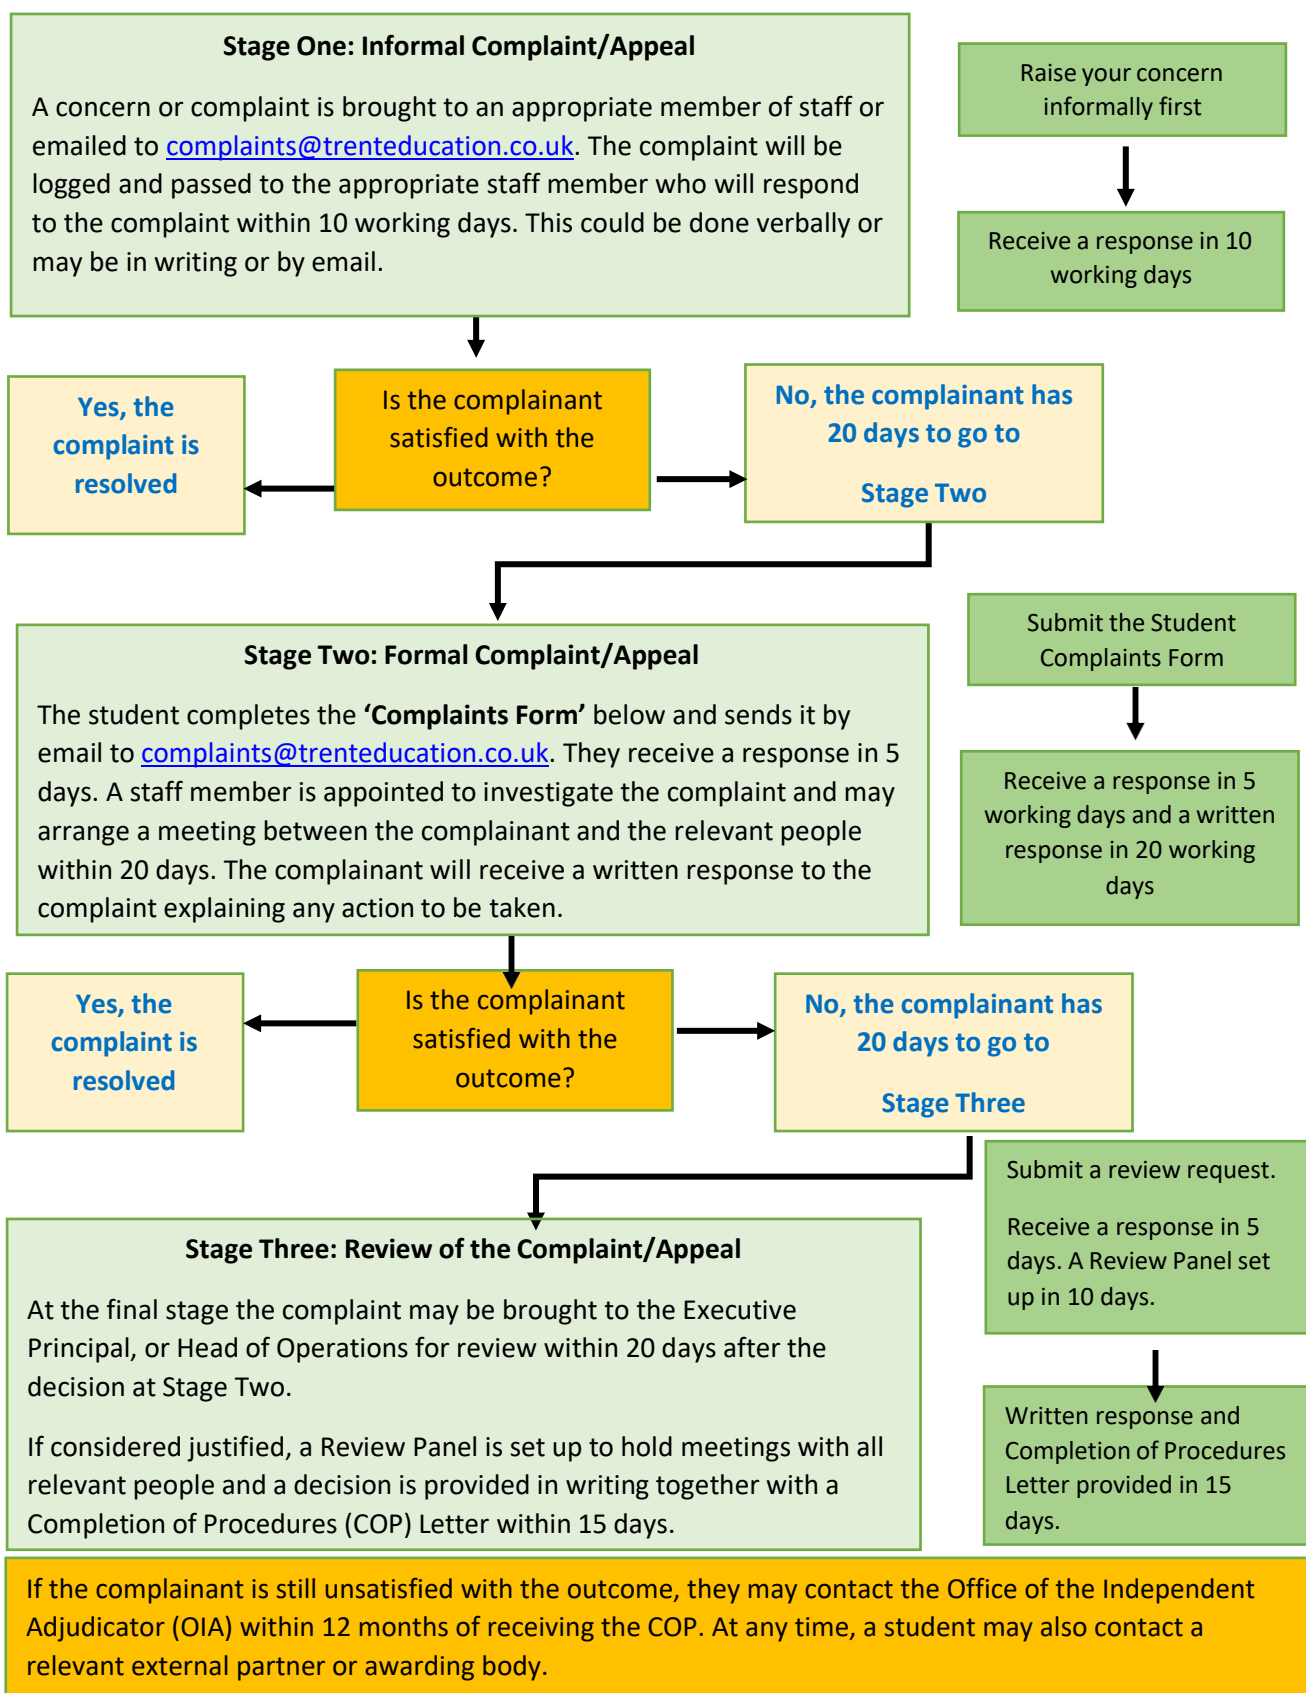 Stage One: Informal Complaint/Appeal
A concern or complaint is brought to an appropriate member of staff or
emailed to complaints@trenteducation.co.uk. The complaint will be
logged and passed to the appropriate staff member who will respond
to the complaint within 10 working days. This could be done verbally or
may be in writing or by email.
Raise your concern
informally first
Receive a response in 10
working days
Yes, the
complaint is
resolved
Is the complainant
satisfied with the
outcome?
No, the complainant has
20 days to go to
Stage Two
Stage Two: Formal Complaint/Appeal
The student completes the ‘Complaints Form’ below and sends it by
email to complaints@trenteducation.co.uk. They receive a response in 5
days. A staff member is appointed to investigate the complaint and may
arrange a meeting between the complainant and the relevant people
within 20 days. The complainant will receive a written response to the
complaint explaining any action to be taken.
Submit the Student
Complaints Form
Receive a response in 5
working days and a written
response in 20 working
days
Yes, the
complaint is
resolved
Is the complainant
satisfied with the
outcome?
No, the complainant has
20 days to go to
Stage Three
Stage Three: Review of the Complaint/Appeal
At the final stage the complaint may be brought to the Executive
Principal, or Head of Operations for review within 20 days after the
decision at Stage Two.
If considered justified, a Review Panel is set up to hold meetings with all
relevant people and a decision is provided in writing together with a
Completion of Procedures (COP) Letter within 15 days.
Submit a review request.
Receive a response in 5
days. A Review Panel set
up in 10 days.
Written response and
Completion of Procedures
Letter provided in 15
days.
If the complainant is still unsatisfied with the outcome, they may contact the Office of the Independent
Adjudicator (OIA) within 12 months of receiving the COP. At any time, a student may also contact a
relevant external partner or awarding body.